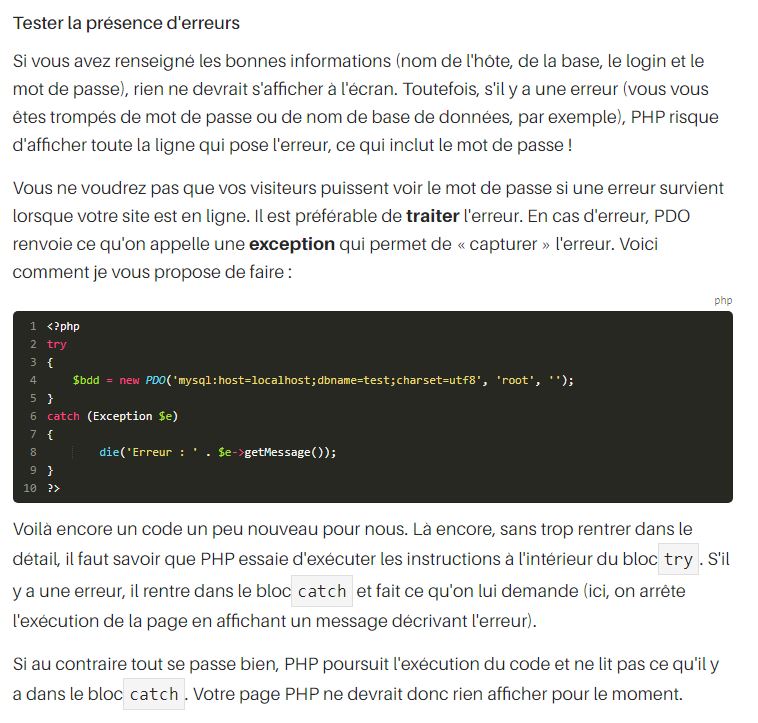 Tester la présence d'erreurs
Si vous avez renseigné les bonnes informations (nom de l'hôte, de la base, le login et le
mot de passe), rien ne devrait s'afficher à l'écran. Toutefois, s'il y a une erreur (vous vous
êtes trompés de mot de passe ou de nom de base de données, par exemple), PHP risque
d'afficher toute la ligne qui pose l'erreur, ce qui inclut le mot de passe !
Vous ne voudrez pas que vos visiteurs puissent voir le mot de passe si une erreur survient
lorsque votre site est en ligne. Il est préférable de traiter l'erreur. En cas d'erreur, PDO
renvoie ce qu'on appelle une exception qui permet de « capturer » l'erreur. Voici
comment je vous propose de faire :
php
1 <?php
2 try
3 {
4     $bdd = new PDO('mysql:host=localhost;dbname=test;charset=utf8', 'root', '');
5 }
6 catch (Exception $e)
7 {
8         die('Erreur : ' . $e->getMessage());
9 }
10 ?>
Voilà encore un code un peu nouveau pour nous. Là encore, sans trop rentrer dans le
détail, il faut savoir que PHP essaie d'exécuter les instructions à l'intérieur du bloc try . S'il
y a une erreur, il rentre dans le bloc catch et fait ce qu'on lui demande (ici, on arrête
l'exécution de la page en affichant un message décrivant l'erreur).
Si au contraire tout se passe bien, PHP poursuit l'exécution du code et ne lit pas ce qu'il y
a dans le bloc catch . Votre page PHP ne devrait donc rien afficher pour le moment.